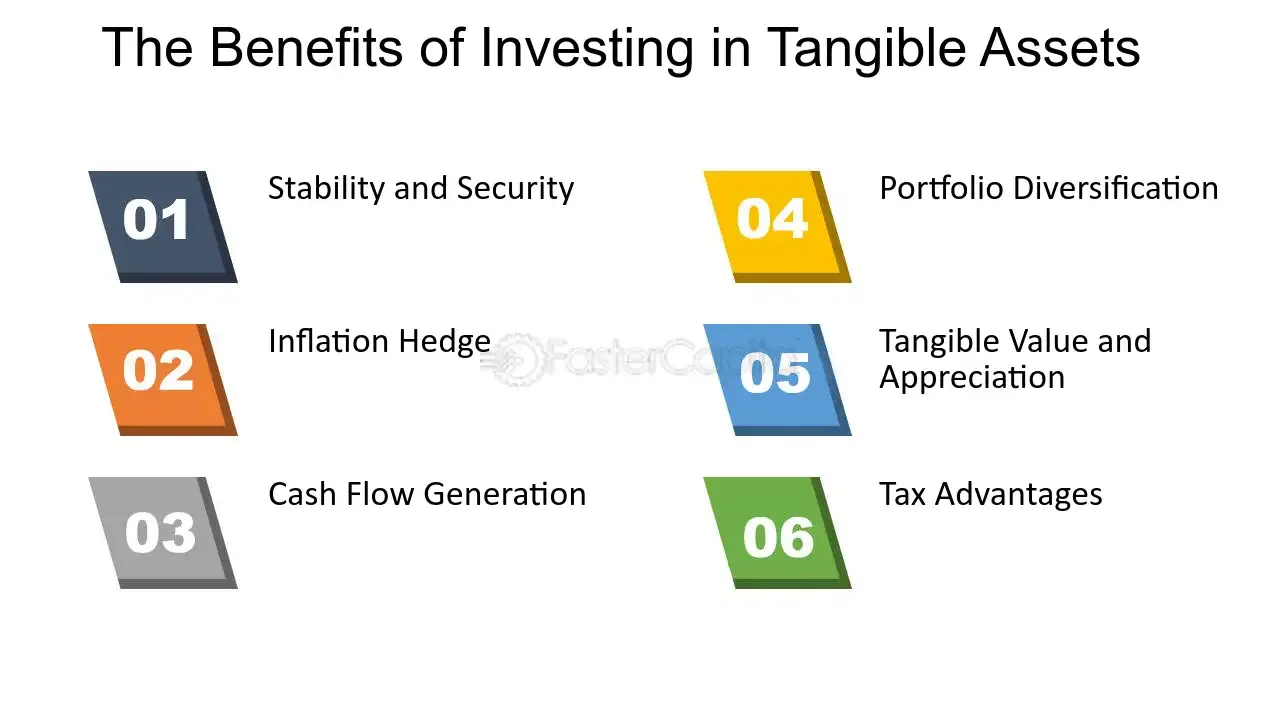 The Benefits of Investing in Tangible Assets
01
Stability and Security
02
Inflation Hedge
03
Cash Flow Generation
04
Portfolio Diversification
05
Tangible Value and
Appreciation
06
Tax Advantages
FasterCapital